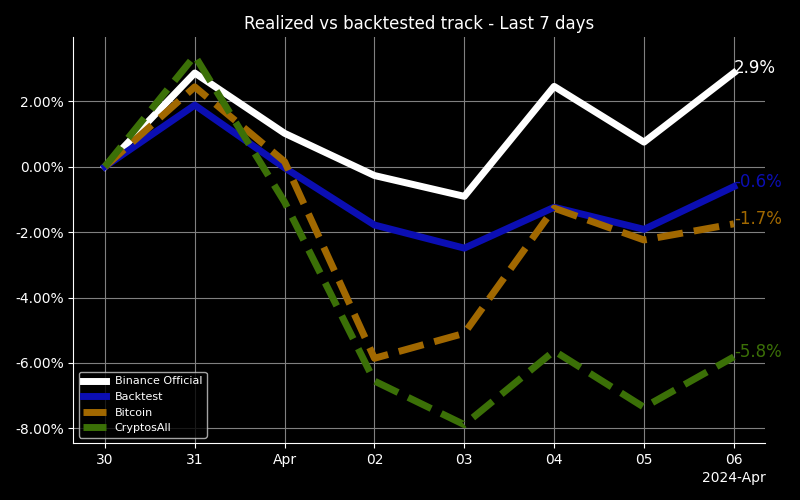 Realized vs backtested track - Last 7 days
2.00%
0.00%
-2.00%
-4.00%
-6.00%
-8.00%
2.9%
-0.6%
-1.7%
-5.8%
Binance Official
Backtest
Bitcoin
CryptosAll
30 31 Apr 02 03 04 05 06
2024-Apr